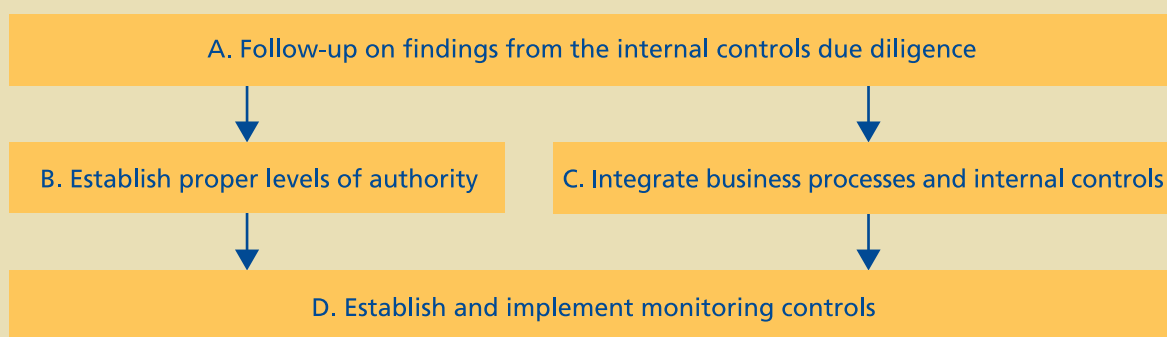 A. Follow-up on findings from the internal controls due diligence
B. Establish proper levels of authority
C. Integrate business processes and internal controls
D. Establish and implement monitoring controls